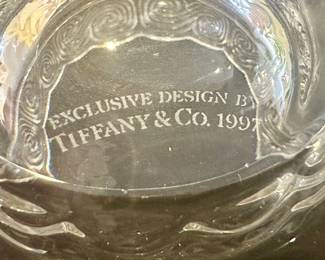 EXCLUSIVE DESIGN BY
TIFFANY & CO. 1997